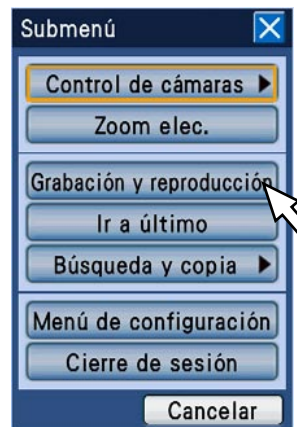 Submenú
Control de cámaras
Zoom elec.
Grabación y reproducción
Ir a último
Búsqueda y copia
Menú de configuración
Cierre de sesión
Cancelar